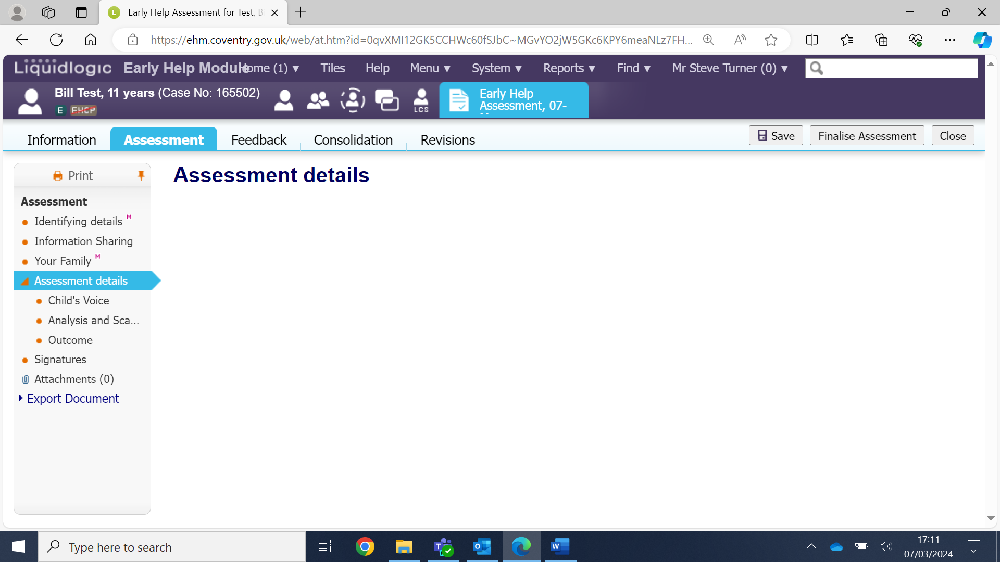 Early Help Assessment for Test, B
https://ehm.coventry.gov.uk/web/at.htm?id=0qvXMI12GK5CCHWc60fSJbC~MGvYO2jW5GKc6KPY6meaNLz7FH...
Liquidlogic Early Help Module
ome (1) ▼ Tiles Help Menu ▼ System ▼ Reports ▼ Find ▼ Mr Steve Turner (0) ▼
Bill Test, 11 years (Case No: 165502)
E EHCP
LCS
Early Help
Assessment, 07-
Information Assessment Feedback Consolidation Revisions
Save Finalise Assessment Close
Print
Assessment details
Assessment
Identifying details M
Information Sharing
Your Family M
Assessment details
Child's Voice
Analysis and Sca...
Outcome
Signatures
Attachments (0)
Export Document
Type here to search
17:11
07/03/2024